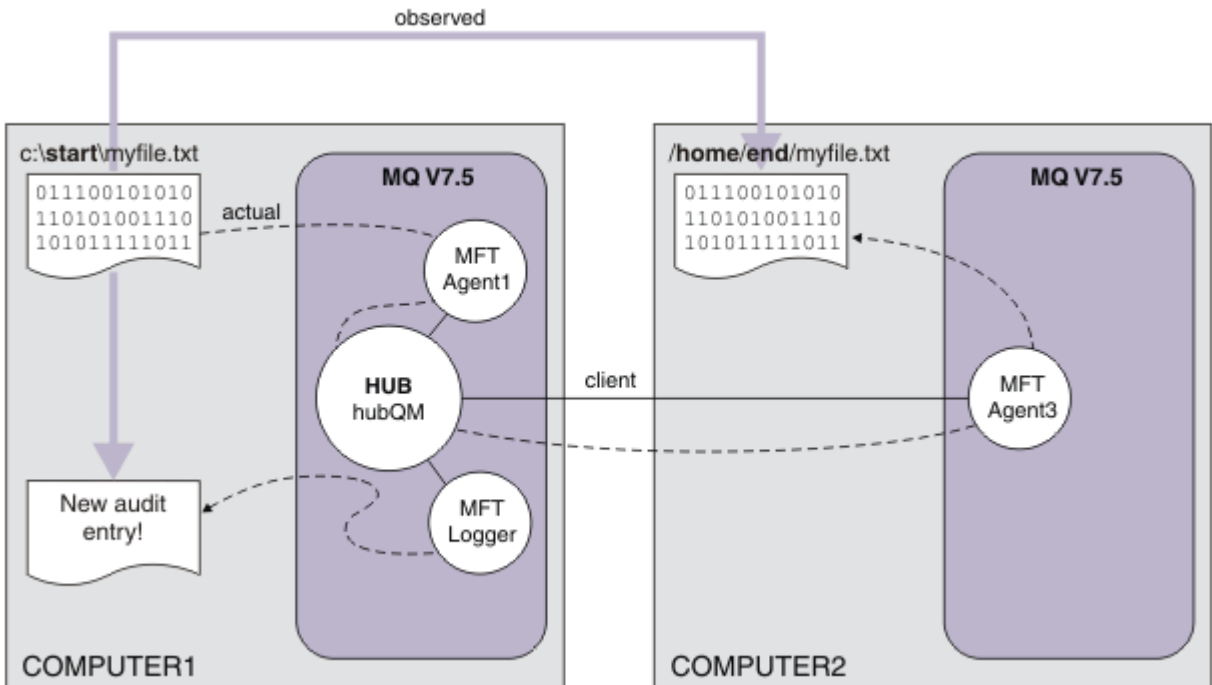 observed
c:\start\myfile.txt
011100101010
110101001110
101011111011
actual
MQ V7.5
MFT
Agent1
HUB
hubQM
client
MFT
Logger
New audit
entry!
COMPUTER1
/home/end/myfile.txt
011100101010
110101001110
101011111011
MQ V7.5
MFT
Agent3
COMPUTER2